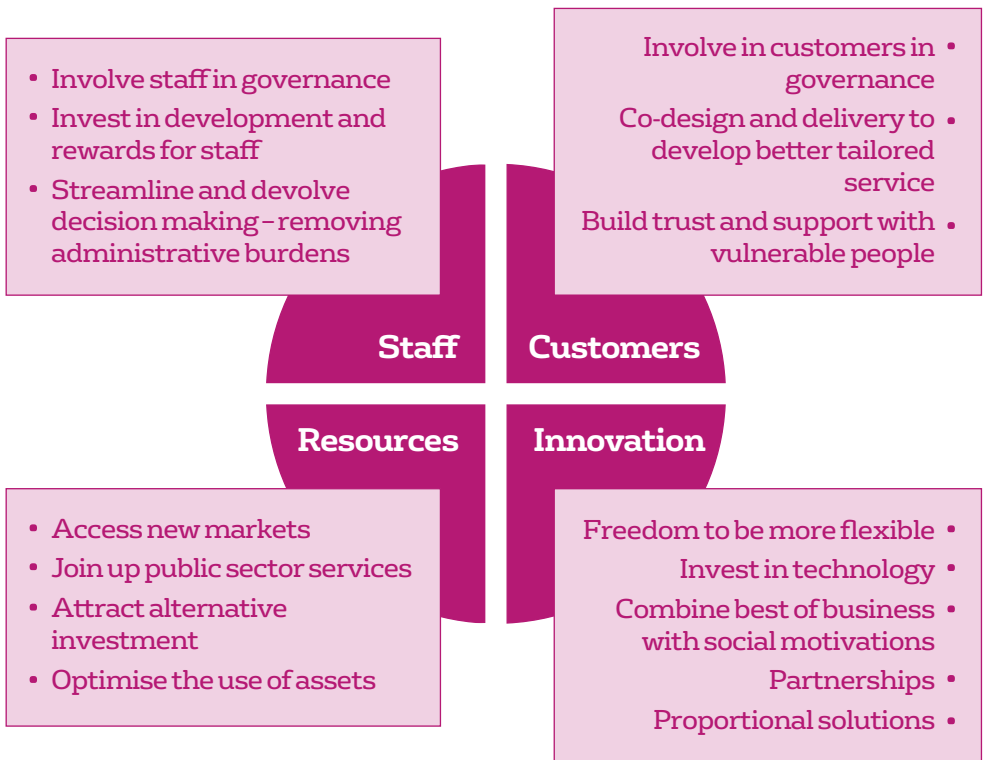 • Involve staff in governance
• Invest in development and
rewards for staff
• Streamline and devolve
decision making – removing
administrative burdens
Involve in customers in •
governance
Co-design and delivery to •
develop better tailored
service
Build trust and support with •
vulnerable people
Staff
Customers
Resources
Innovation
• Access new markets
• Join up public sector services
• Attract alternative
investment
• Optimise the use of assets
Freedom to be more flexible •
Invest in technology •
Combine best of business •
with social motivations
Partnerships •
Proportional solutions •